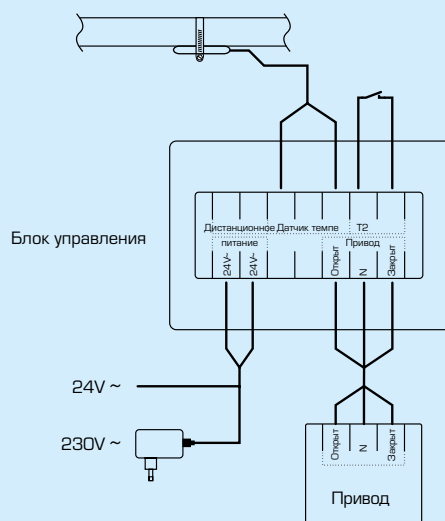 Дистанционное Датчик темпе T2
Блок управления
питание Привод
24V~ 24V~ Открыт N Закрыт
24V ~
230V ~
Открыт N Закрыт
Привод